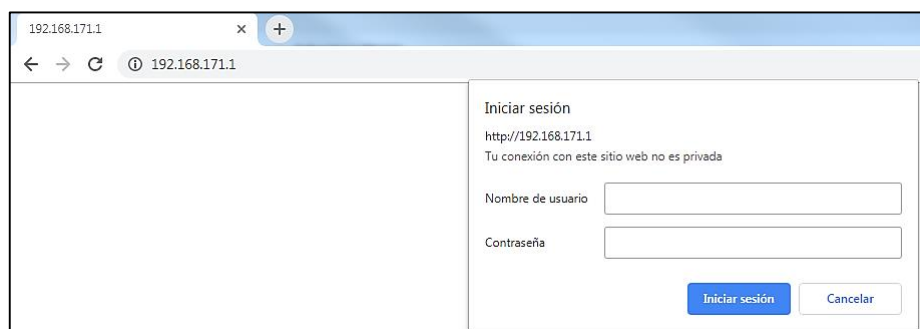 192.168.171.1
192.168.171.1
Iniciar sesión
http://192.168.171.1
Tu conexión con este sitio web no es privada
Nombre de usuario
Contraseña
Iniciar sesión Cancelar